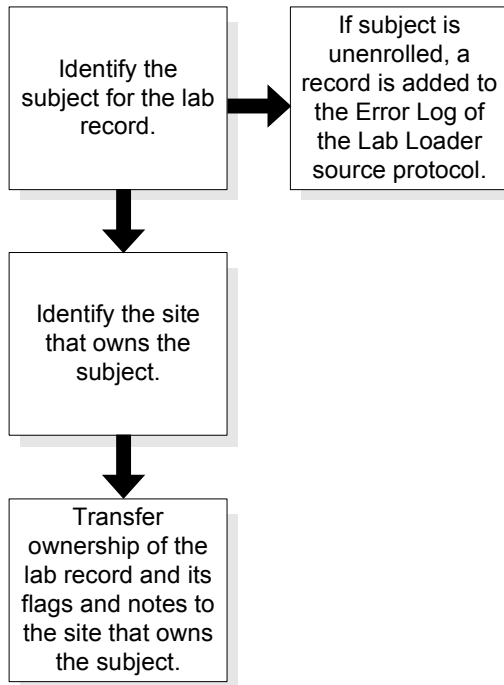 Identify the
subject for the lab
record.
If subject is
unenrolled, a
record is added to
the Error Log of
the Lab Loader
source protocol.
Identify the site
that owns the
subject.
Transfer
ownership of the
lab record and its
flags and notes to
the site that owns
the subject.